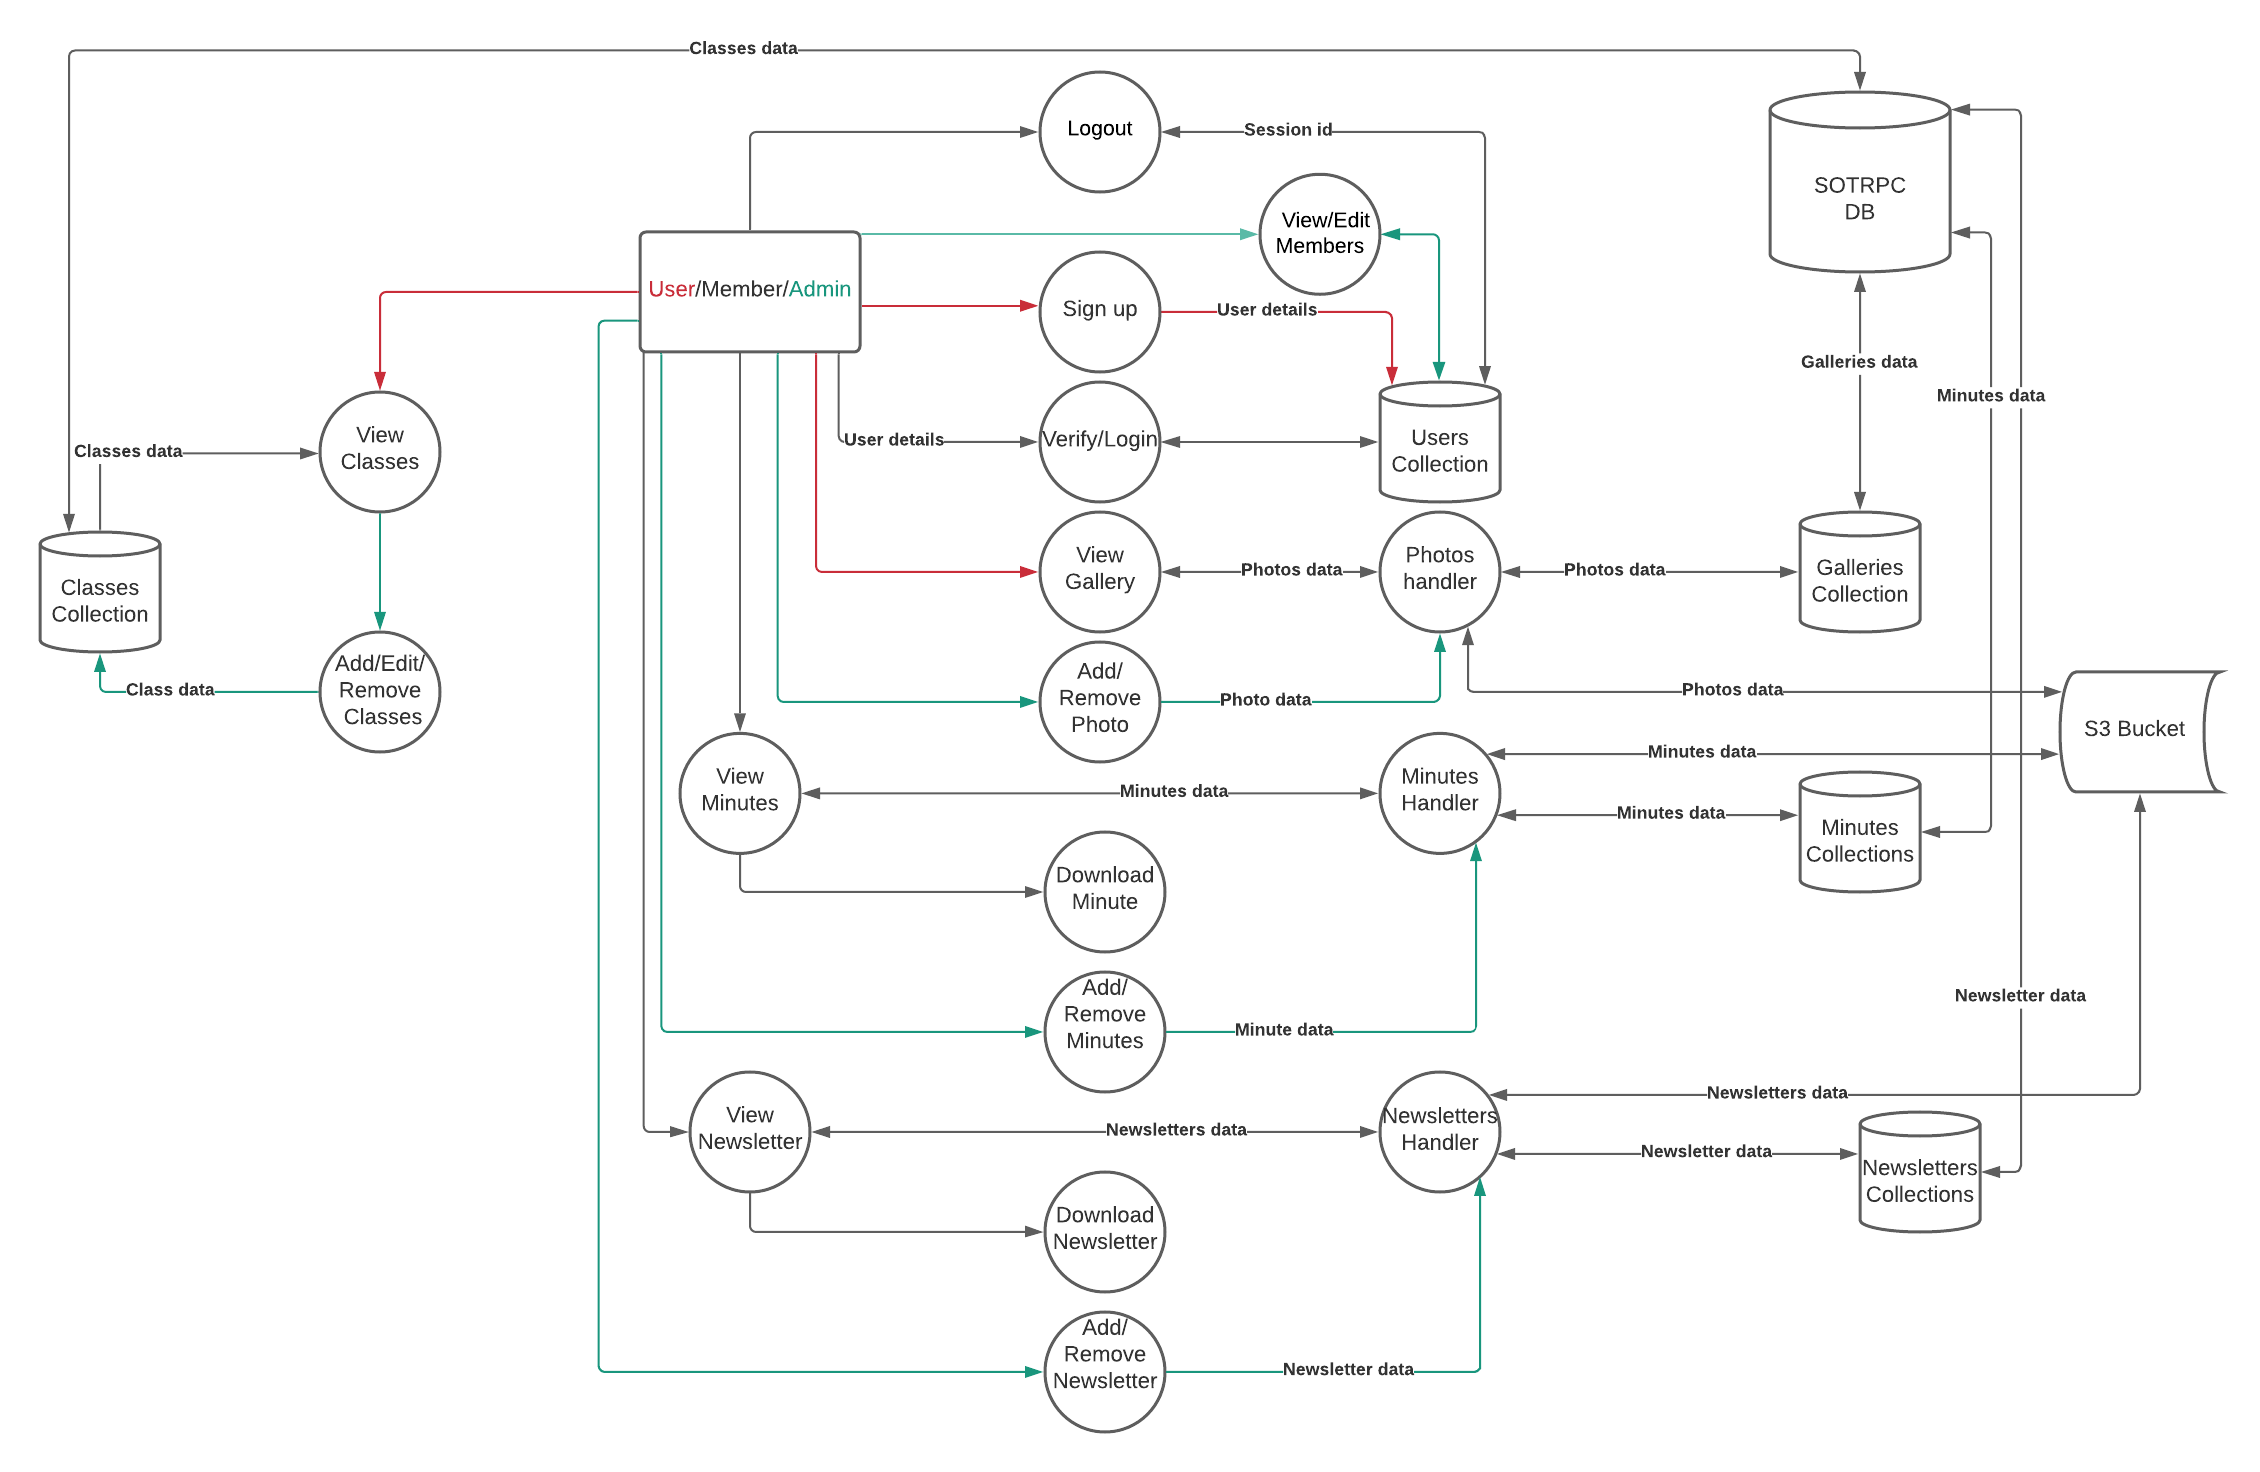 Classes data
Logout
Session id
SOTRPC
DB
View/Edit
Members
User/Member/Admin
Sign up
User details
Galleries data
Minutes data
View
Classes
Classes data
User details
Verify/Login
Users
Collection
View
Gallery
Photos data
Photos
handler
Photos data
Galleries
Collection
Classes
Collection
Add/Edit/
Remove
Classes
Class data
Add/
Remove
Photo
Photo data
Photos data
S3 Bucket
View
Minutes
Minutes data
Minutes
Handler
Minutes data
Minutes data
Minutes
Collections
Download
Minute
Add/
Remove
Minutes
Minute data
Newsletter data
View
Newsletter
Newsletters data
Newsletters
Handler
Newsletters data
Newsletter data
Newsletters
Collections
Download
Newsletter
Add/
Remove
Newsletter
Newsletter data